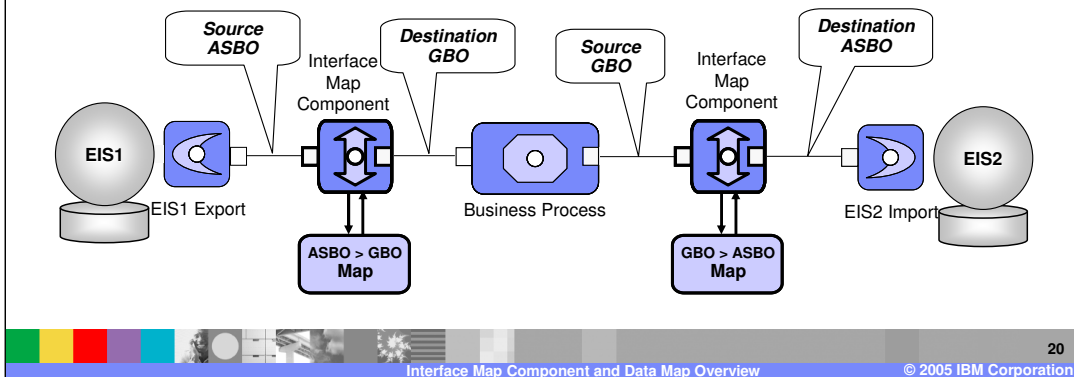 Source
ASBO
Destination
GBO
Source
GBO
Destination
ASBO
Interface
Map
Component
Interface
Map
Component
EIS1
EIS2
EIS1 Export
Business Process
EIS2 Import
ASBO > GBO
Map
GBO > ASBO
Map
20
Interface Map Component and Data Map Overview
© 2005 IBM Corporation